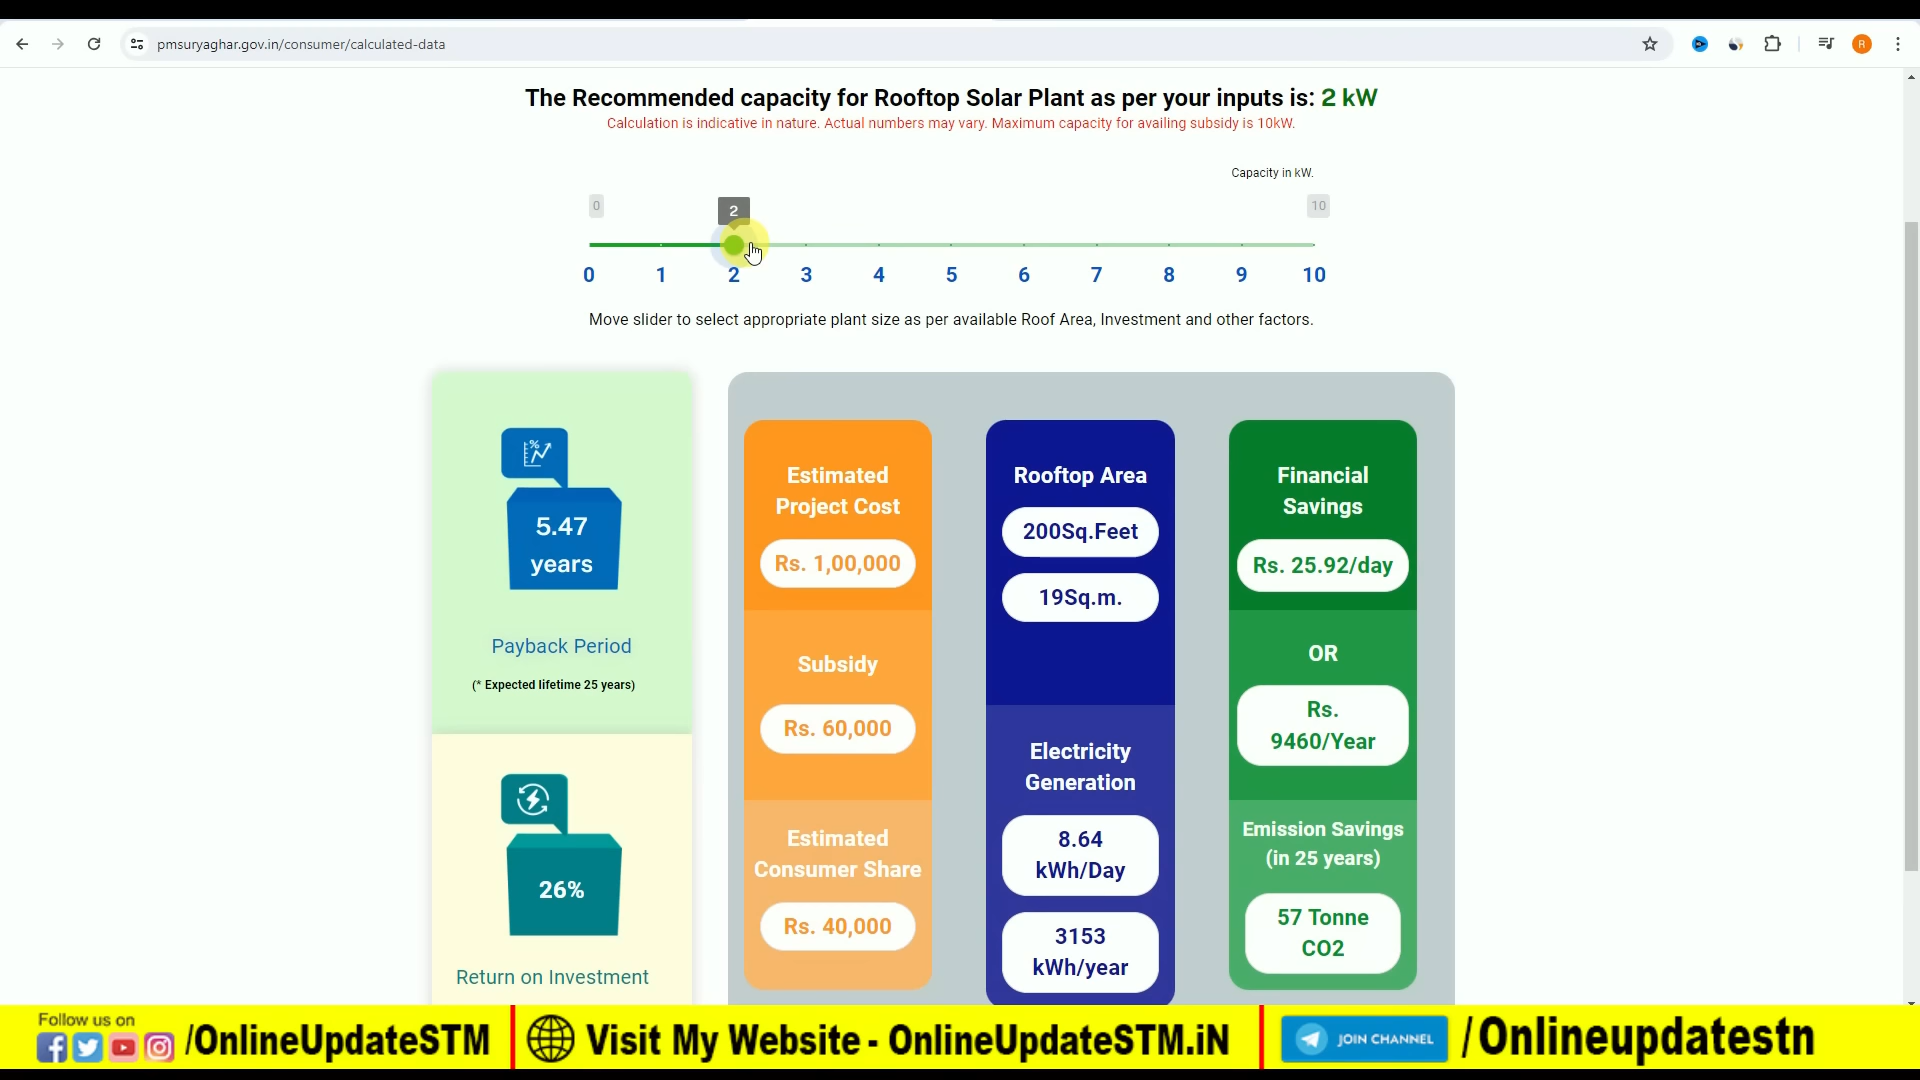 pmsuryaghar.gov.in/consumer/calculated-data
R
The Recommended capacity for Rooftop Solar Plant as per your inputs is: 2 kW
Calculation is indicative in nature. Actual numbers may vary. Maximum capacity for availing subsidy is 10kW.
Capacity in kW.
0
2
10
0 1 2 3 4 5 6 7 8 9 10
Move slider to select appropriate plant size as per available Roof Area, Investment and other factors.
%
5.47
years
Payback Period
(* Expected lifetime 25 years)
26%
Return on Investment
Estimated
Project Cost
Rs. 1,00,000
Subsidy
Rs. 60,000
Estimated
Consumer Share
Rs. 40,000
Rooftop Area
200Sq.Feet
19Sq.m.
Electricity
Generation
8.64
kWh/Day
3153
kWh/year
Financial
Savings
Rs. 25.92/day
OR
Rs.
9460/Year
Emission Savings
(in 25 years)
57 Tonne
CO2
Follow us on
/OnlineUpdateSTM
Visit My Website - OnlineUpdateSTM.iN
JOIN CHANNEL
/Onlineupdatestn